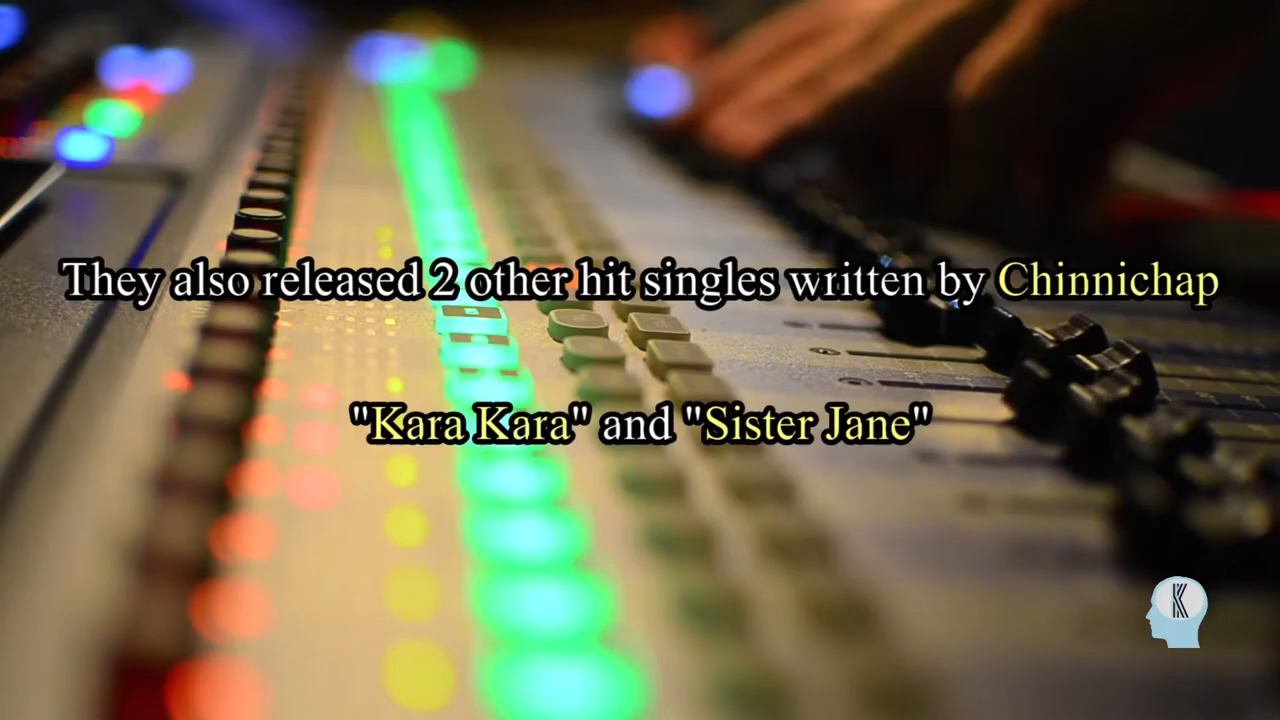 They also released 2 other hit singles written by Chinnichap
"Kara Kara" and "Sister Jane"
K